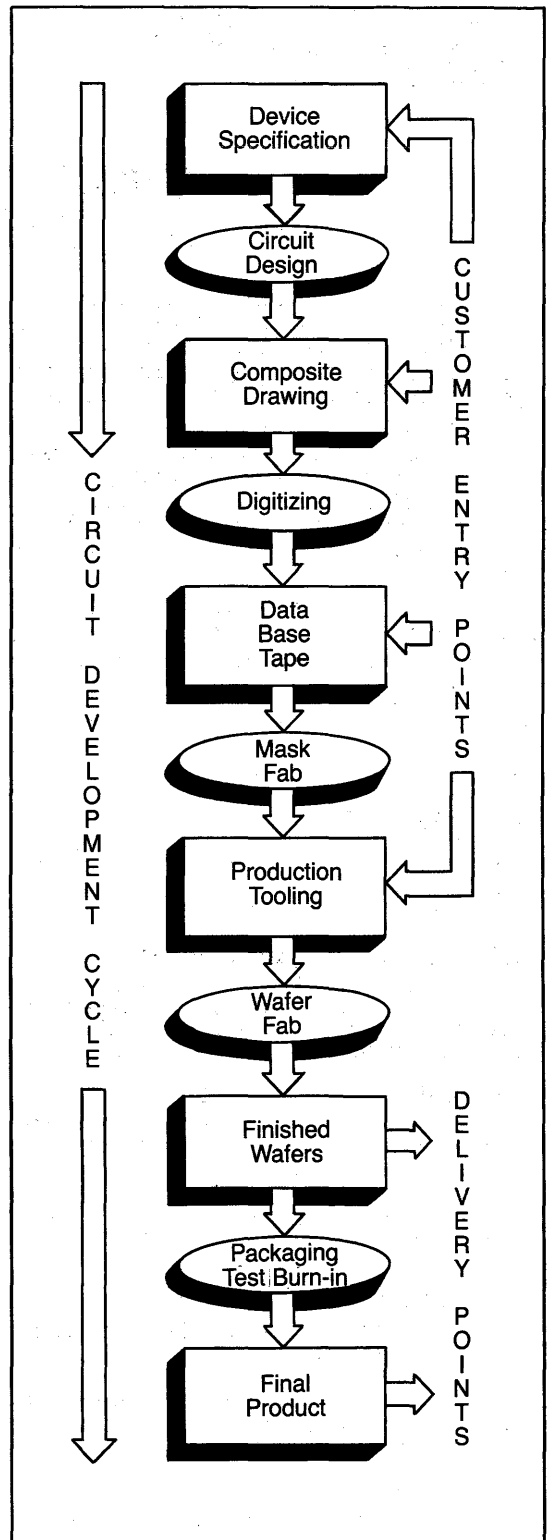 Device
Specification
Circuit
Design
Composite
Drawing
Digitizing
Data
Base
Tape
Mask
Fab
Production
Tooling
Wafer
Fab
Finished
Wafers
Packaging
Test Burn-in
Final
Product
CIRCUIT DEVELOPMENT CYCLE
CUSTOMER ENTRY POINTS
DELIVERY POINTS